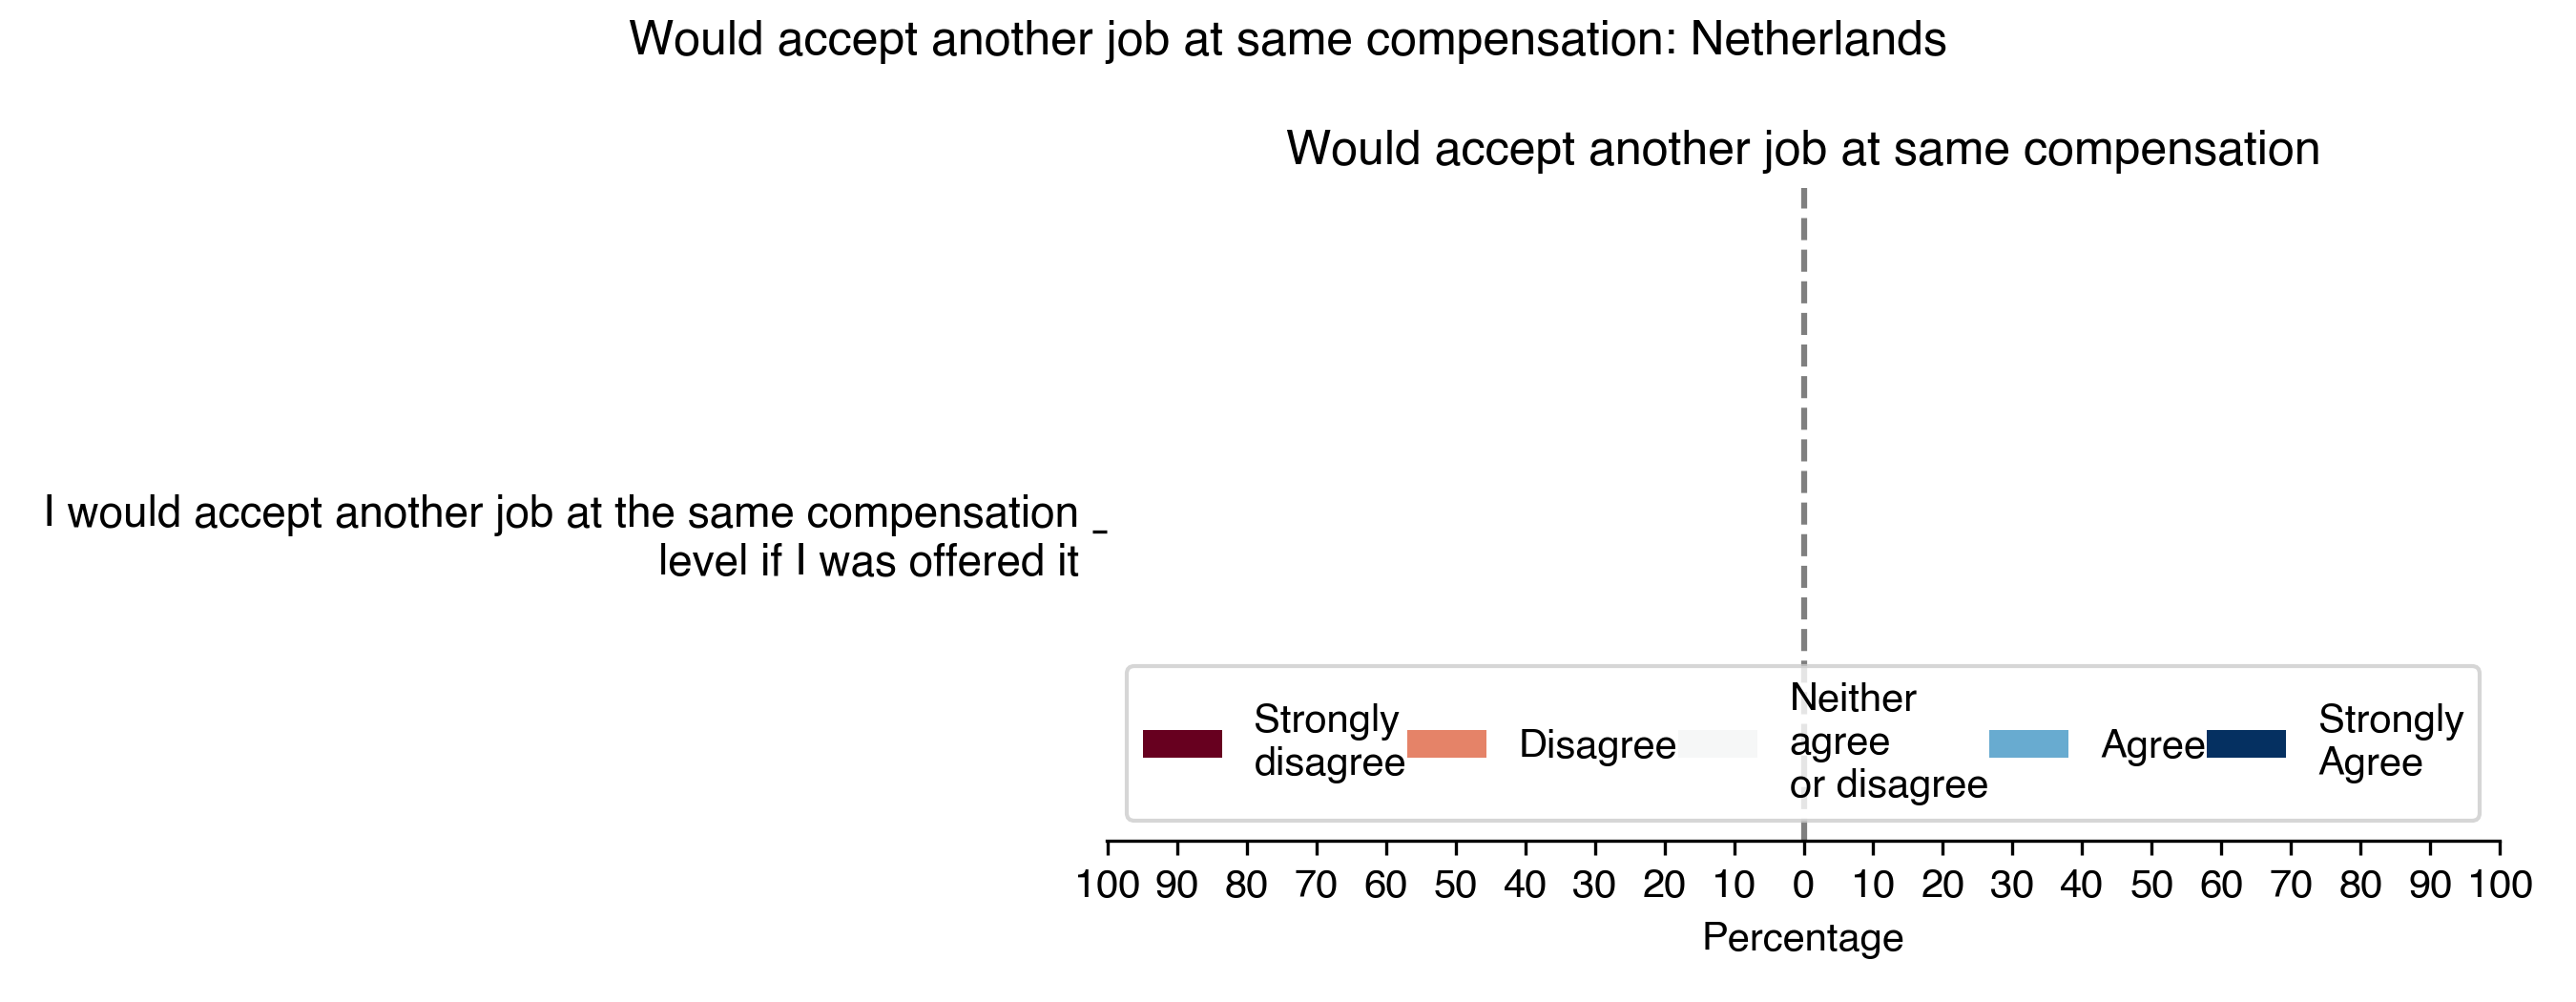 Would accept another job at same compensation: Netherlands
Would accept another job at same compensation
I would accept another job at the same compensation
level if I was offered it
Strongly
disagree
Disagree
Neither
agree
or disagree
Agree
Strongly
Agree
100 90 80 70 60 50 40 30 20 10 0 10 20 30 40 50 60 70 80 90 100
Percentage